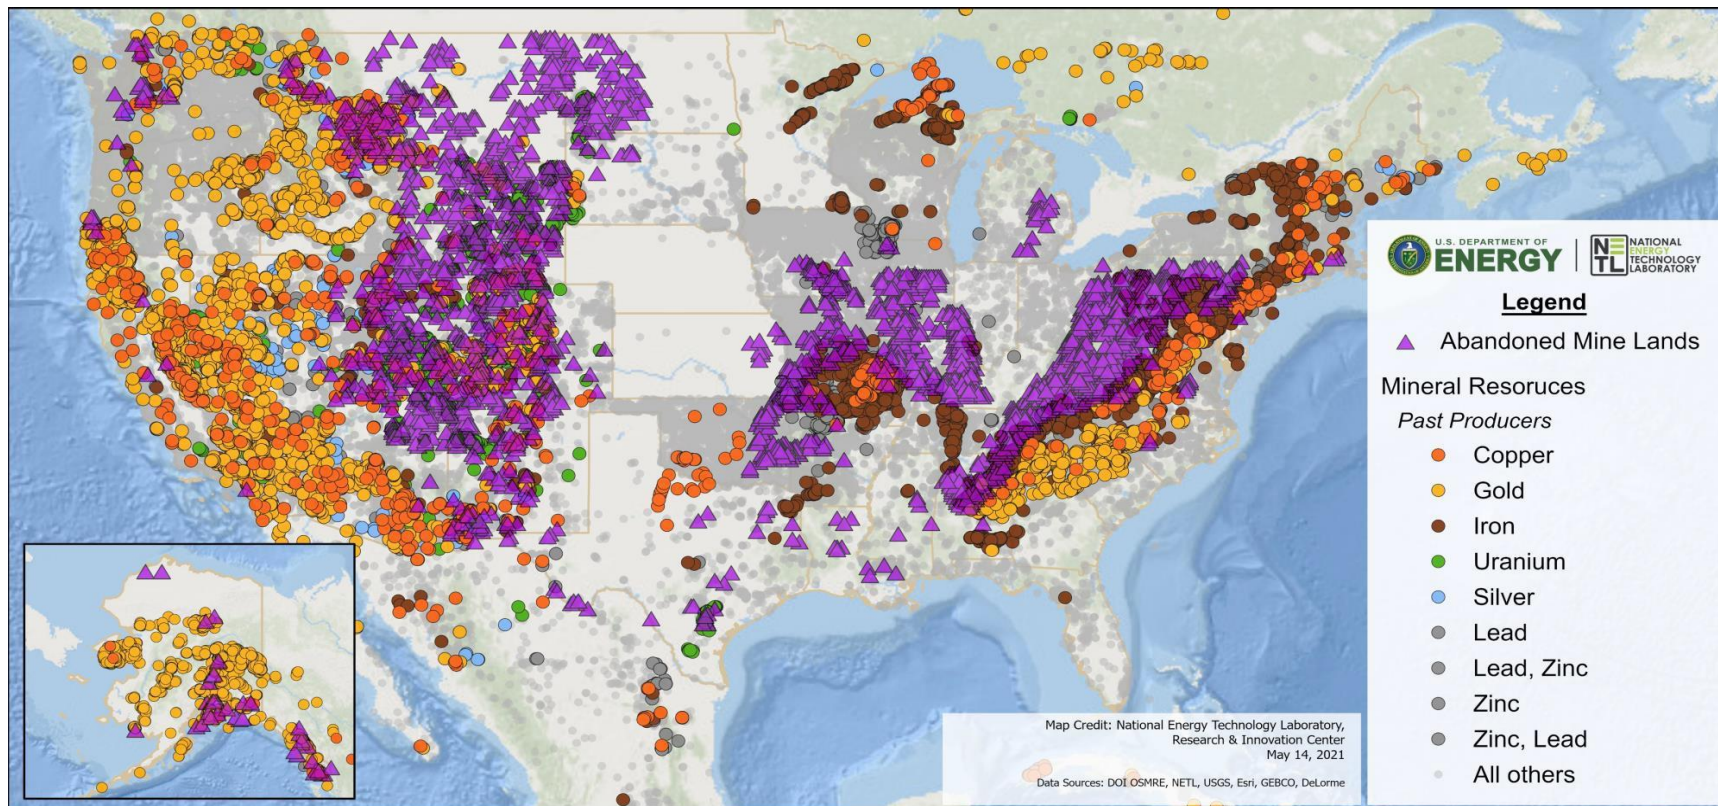 U.S. DEPARTMENT OF
ENERGY
NETL
NATIONAL
ENERGY
TECHNOLOGY
LABORATORY
Legend
Abandoned Mine Lands
Mineral Resoruces
Past Producers
Copper
Gold
Iron
Uranium
Silver
Lead
Lead, Zinc
Zinc
Zinc, Lead
All others
Map Credit: National Energy Technology Laboratory,
Research & Innovation Center
May 14, 2021
Data Sources: DOI OSMRE, NETL, USGS, Esri, GEBCO, DeLorme